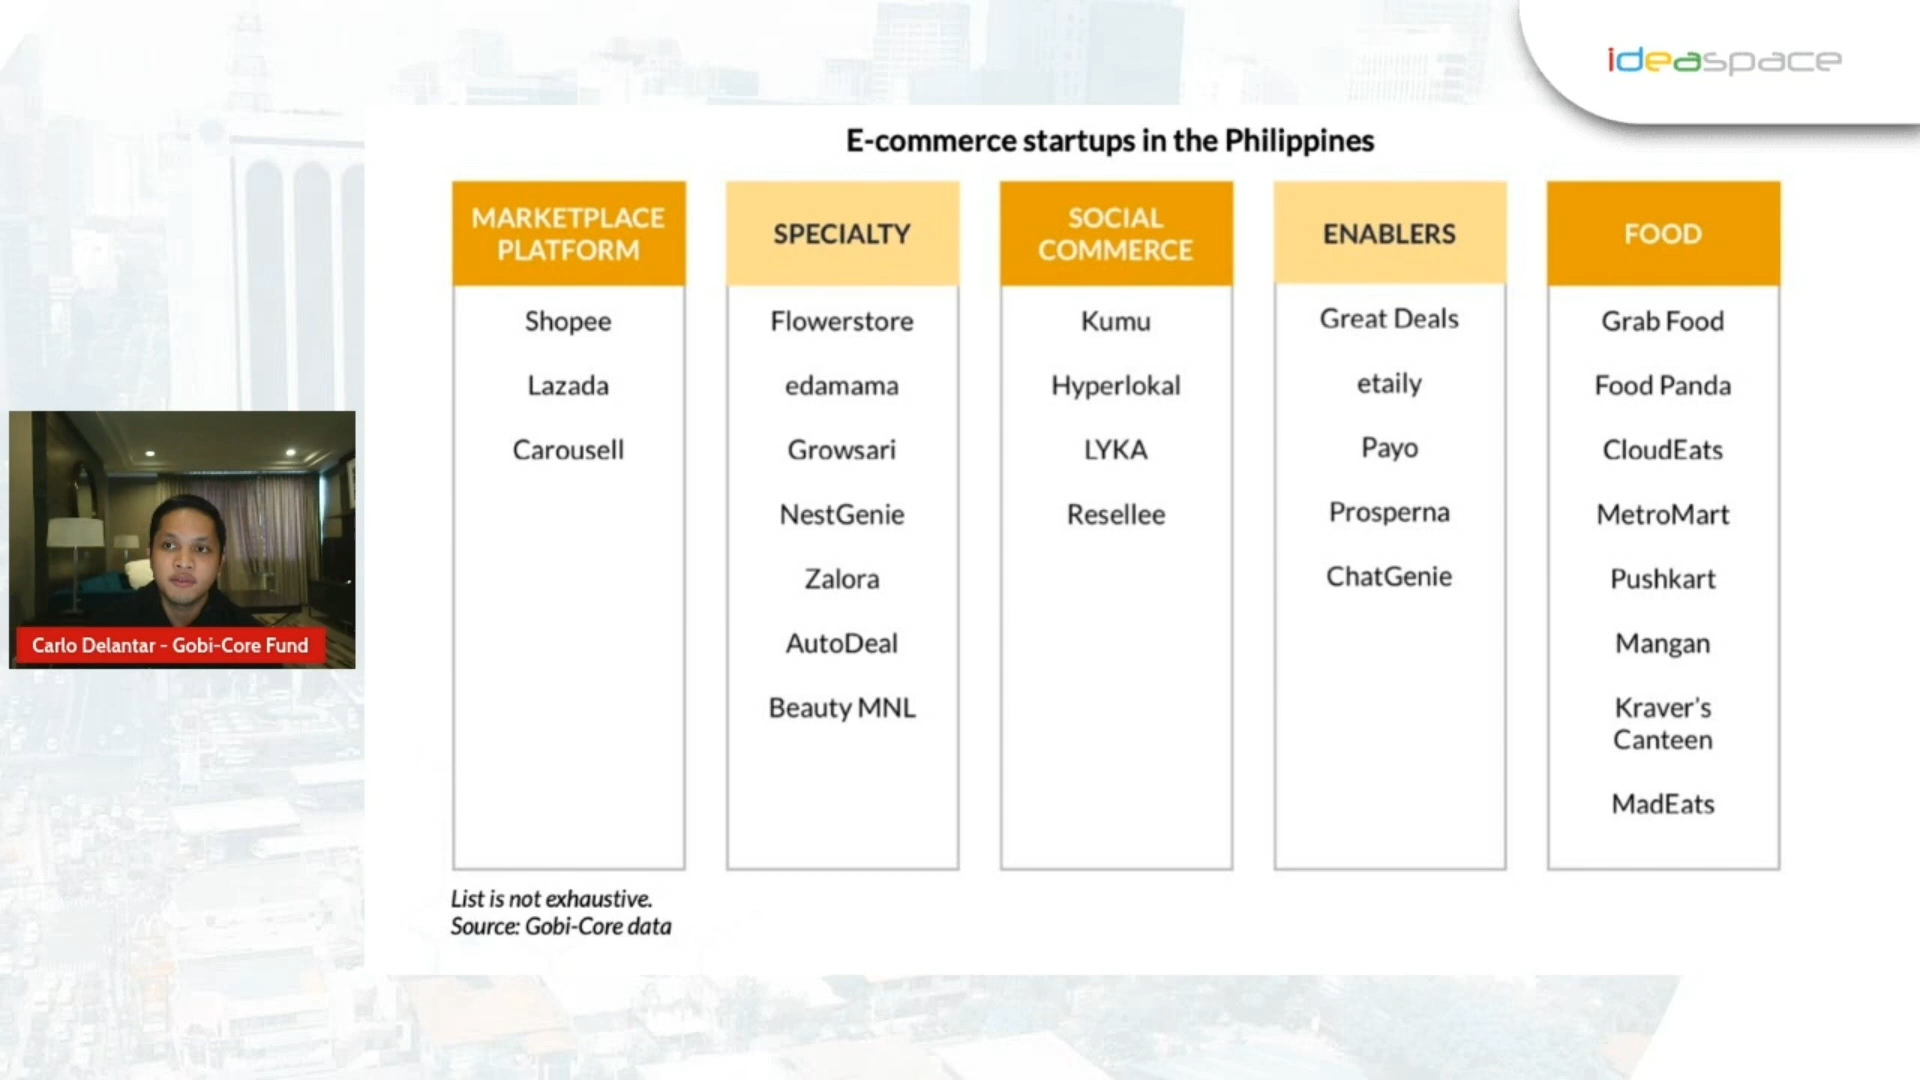 ideaspace
E-commerce startups in the Philippines
MARKETPLACE
PLATFORM
Shopee
Lazada
Carousell
SPECIALTY
Flowerstore
edamama
Growsari
NestGenie
Zalora
AutoDeal
Beauty MNL
SOCIAL
COMMERCE
Kumu
Hyperlokal
LYKA
Resellee
ENABLERS
Great Deals
etaily
Payo
Prosperna
ChatGenie
FOOD
Grab Food
Food Panda
CloudEats
MetroMart
Pushkart
Mangan
Kraver’s
Canteen
MadEats
List is not exhaustive.
Source: Gobi-Core data
Carlo Delantar - Gobi-Core Fund